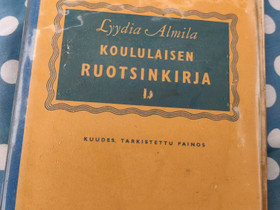 Lyydia Almila
KOULULAISEN
RUOTSINKIRJA
I
KUUDES, TARKISTETTU PAINOS